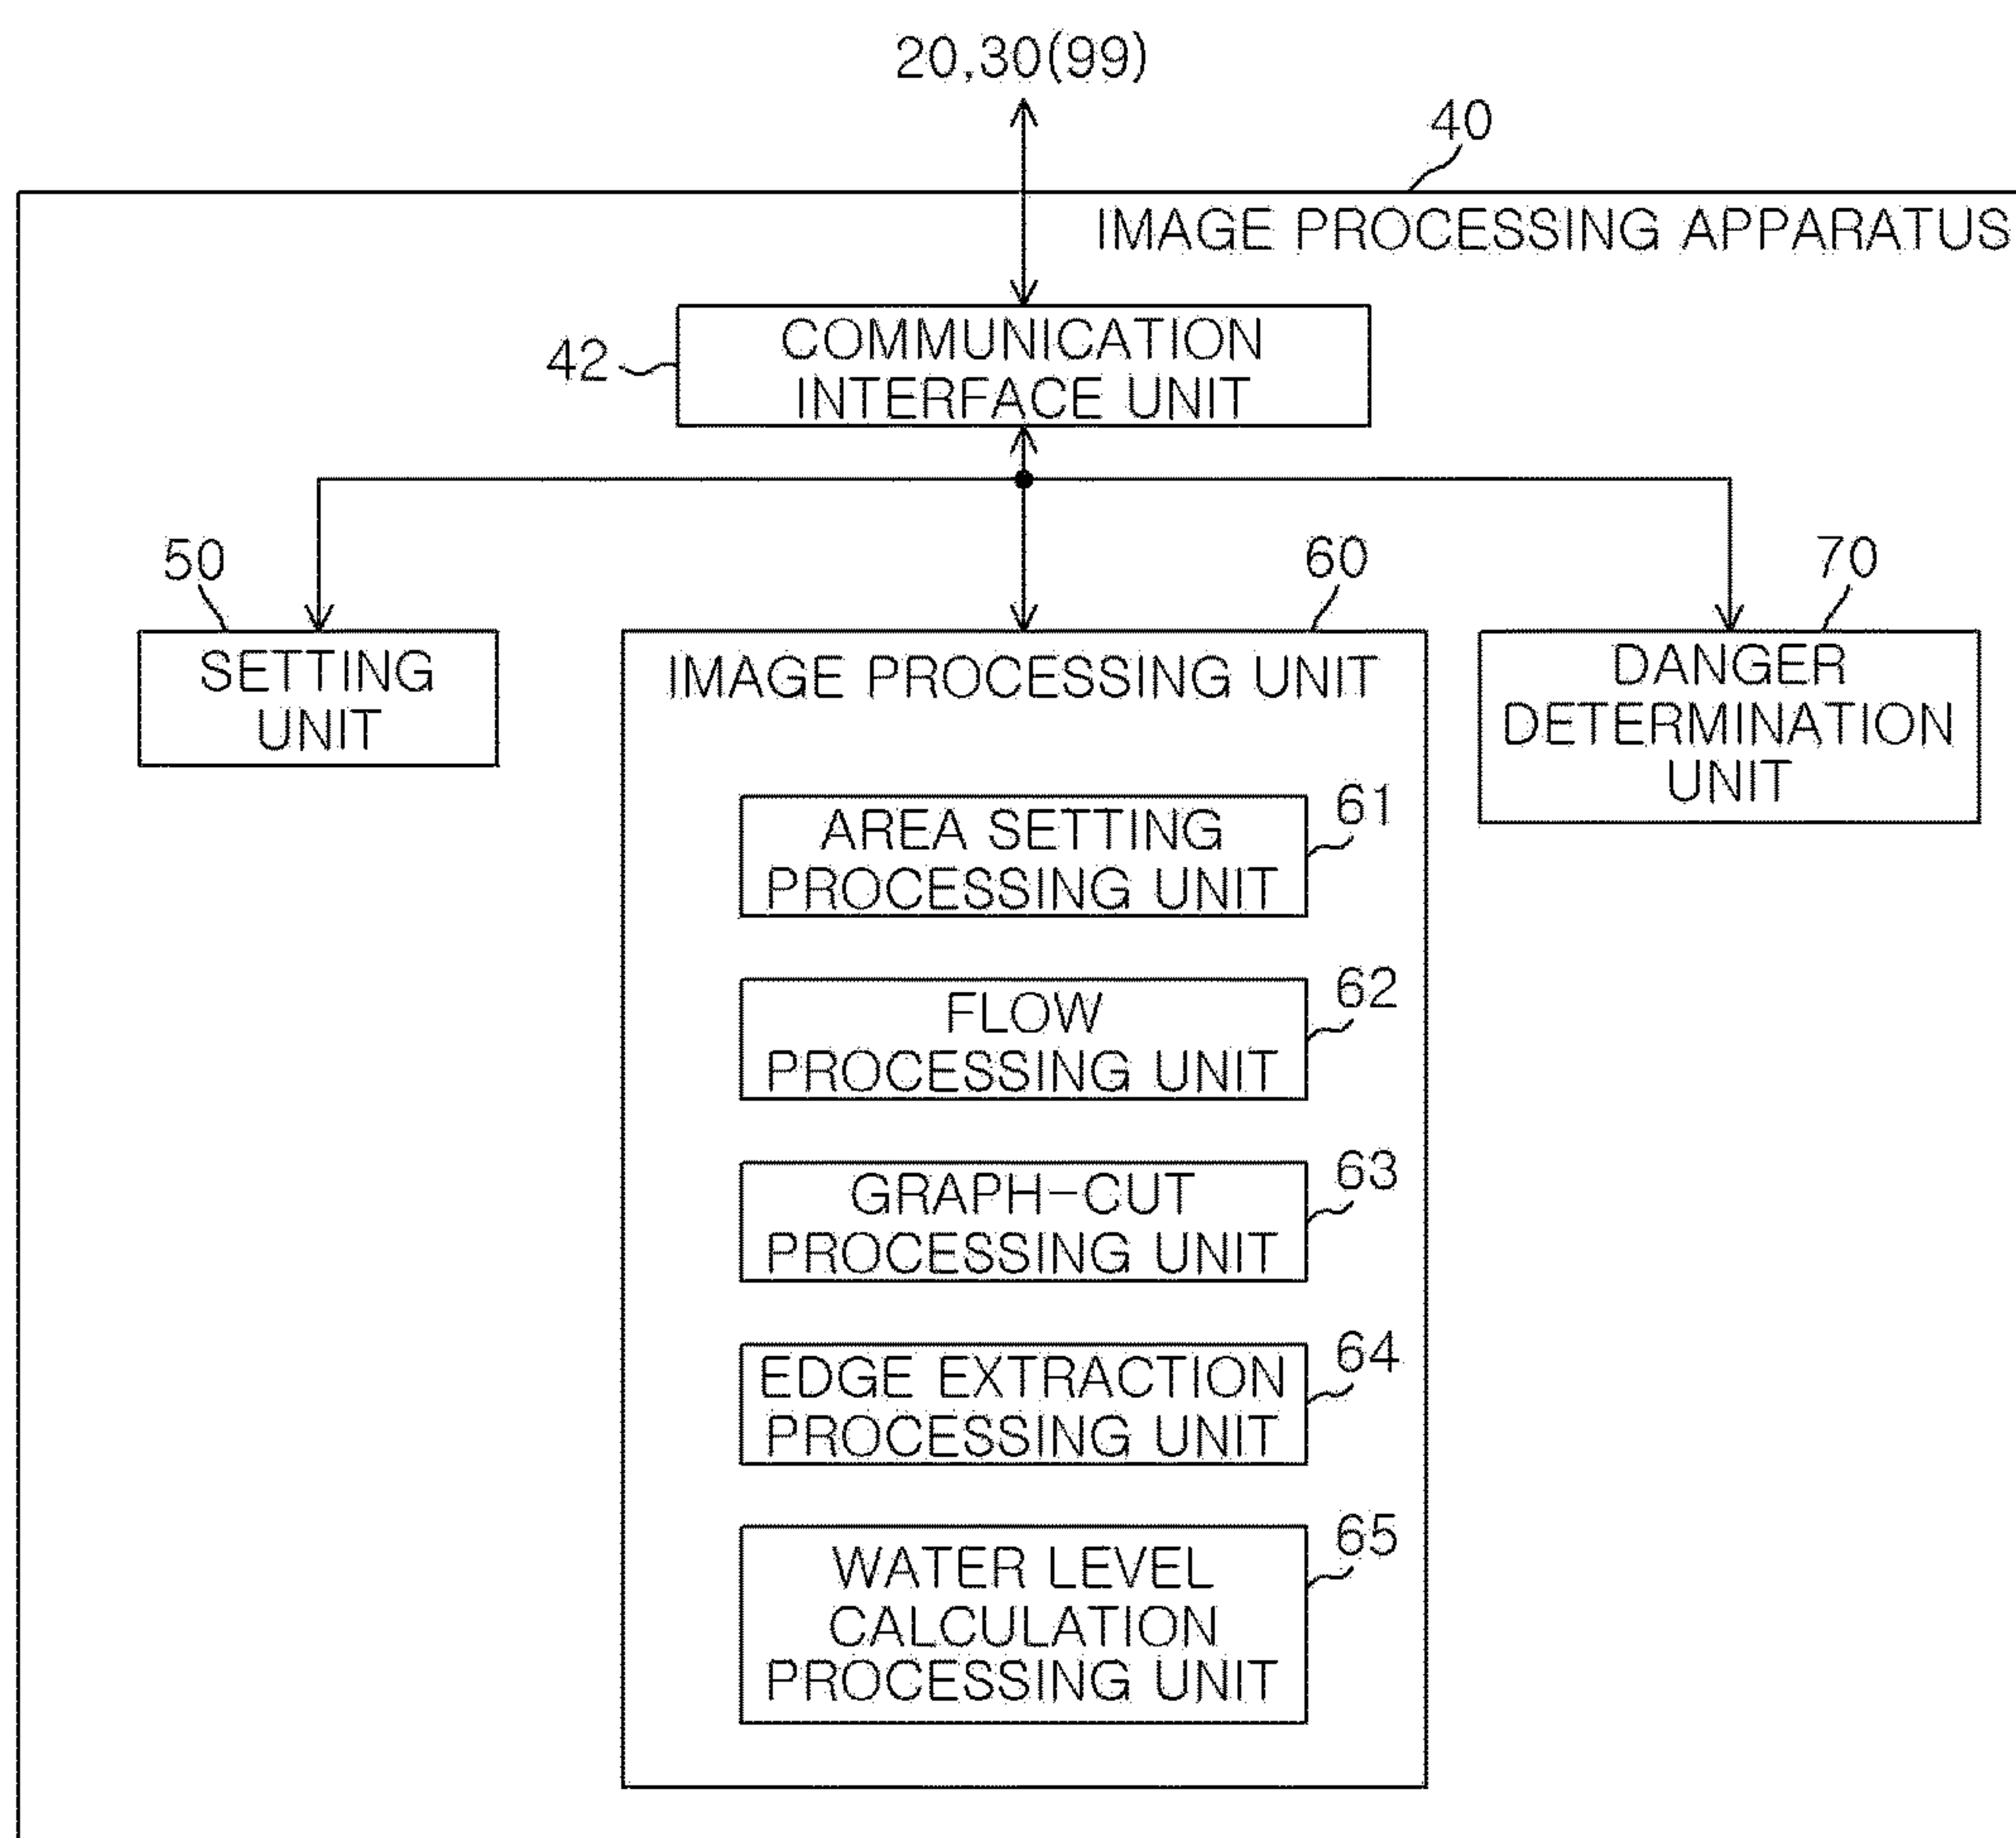 20,30(99)
40
IMAGE PROCESSING APPARATUS
42
COMMUNICATION
INTERFACE UNIT
50
SETTING
UNIT
60
IMAGE PROCESSING UNIT
70
DANGER
DETERMINATION
UNIT
61
AREA SETTING
PROCESSING UNIT
62
FLOW
PROCESSING UNIT
63
GRAPH-CUT
PROCESSING UNIT
64
EDGE EXTRACTION
PROCESSING UNIT
65
WATER LEVEL
CALCULATION
PROCESSING UNIT